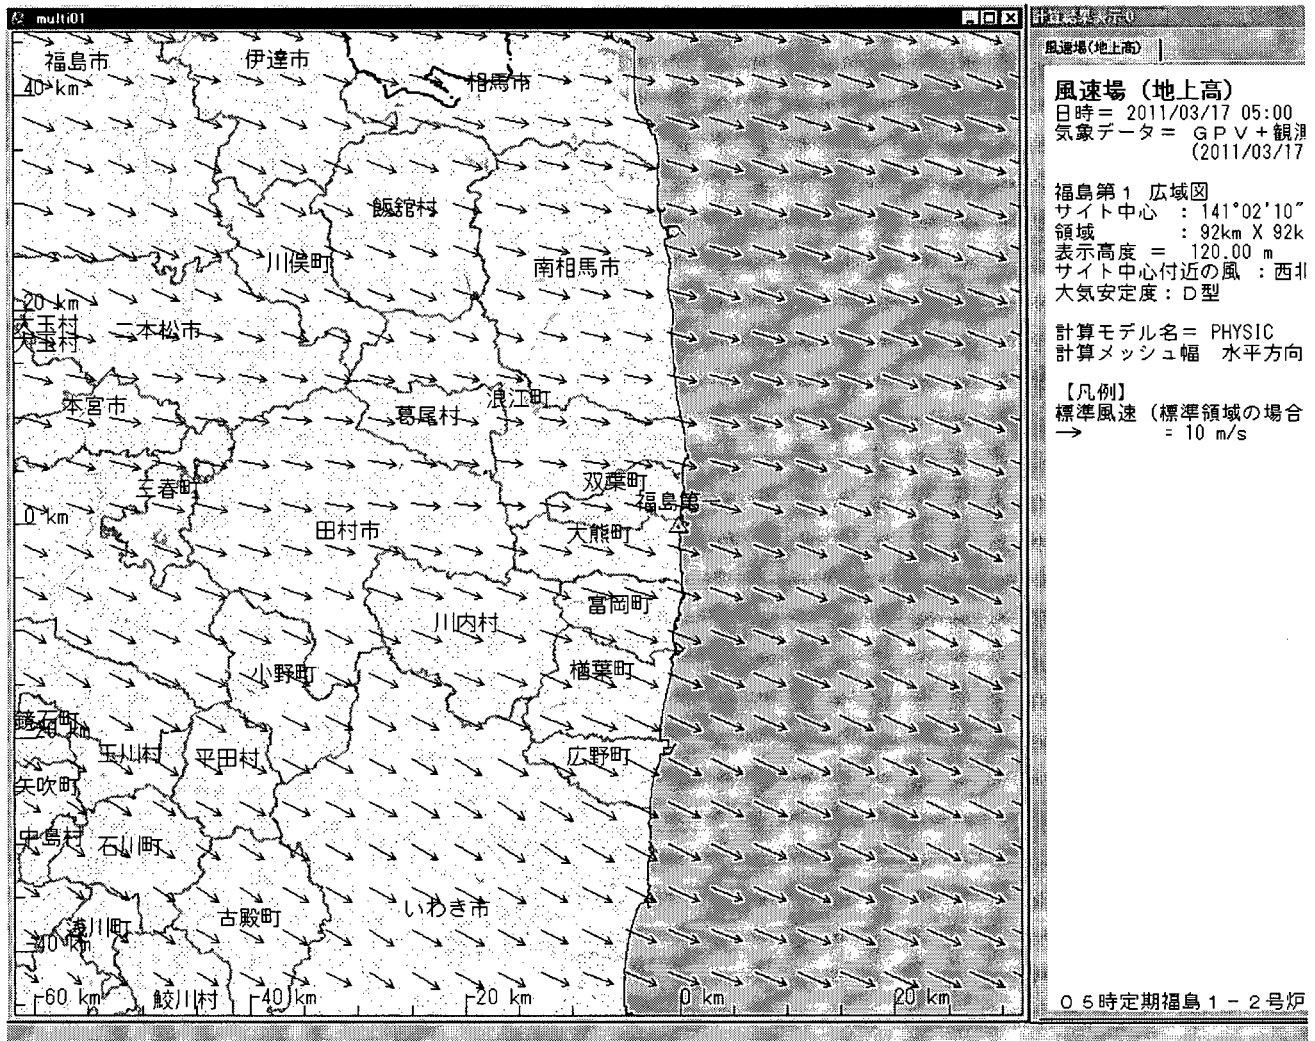 multi01
計算結果表示0
風速場(地上高)
風速場（地上高）
日時＝ 2011/03/17 05:00
気象データ＝ ＧＰＶ＋観測
(2011/03/17
福島第１ 広域図
サイト中心 ：141°02'10"
領域 ：92km X 92k
表示高度 ＝ 120.00 m
サイト中心付近の風 ：西北
大気安定度：Ｄ型
計算モデル名＝ PHYSIC
計算メッシュ幅 水平方向
【凡例】
標準風速（標準領域の場合
→ = 10 m/s
０５時定期福島１－２号炉
福島市
伊達市
相馬市
40 km
飯舘村
川俣町
南相馬市
20 km
大玉村
大玉村
二本松市
本宮市
葛尾村
浪江町
三春町
双葉町
福島第一
0 km
田村市
大熊町
川内村
富岡町
小野町
楢葉町
鏡石町
-20 km
玉川村
平田村
広野町
矢吹町
中島村
石川町
浅川町
古殿町
いわき市
-40 km
鮫川村
-60 km
-40 km
-20 km
0 km
20 km